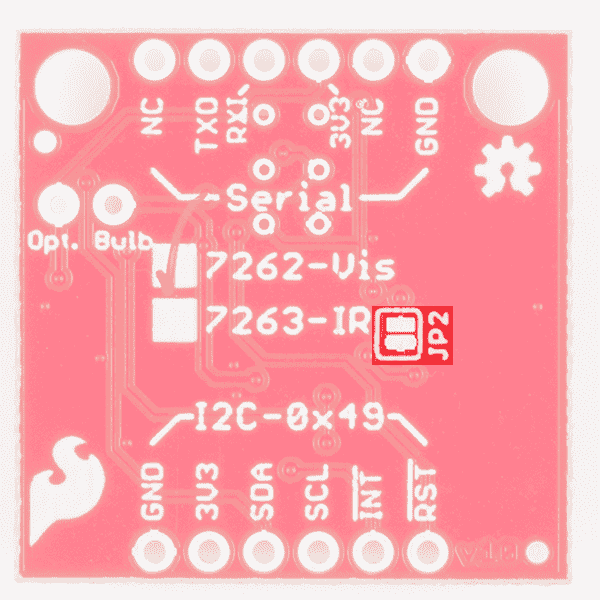 NC TXO RXI 3V3 NC GND
Serial
Opt. Bulb
7262-Vis
7263-IR
JP2
I2C-0x49
GND 3V3 SDA SCL INT RST